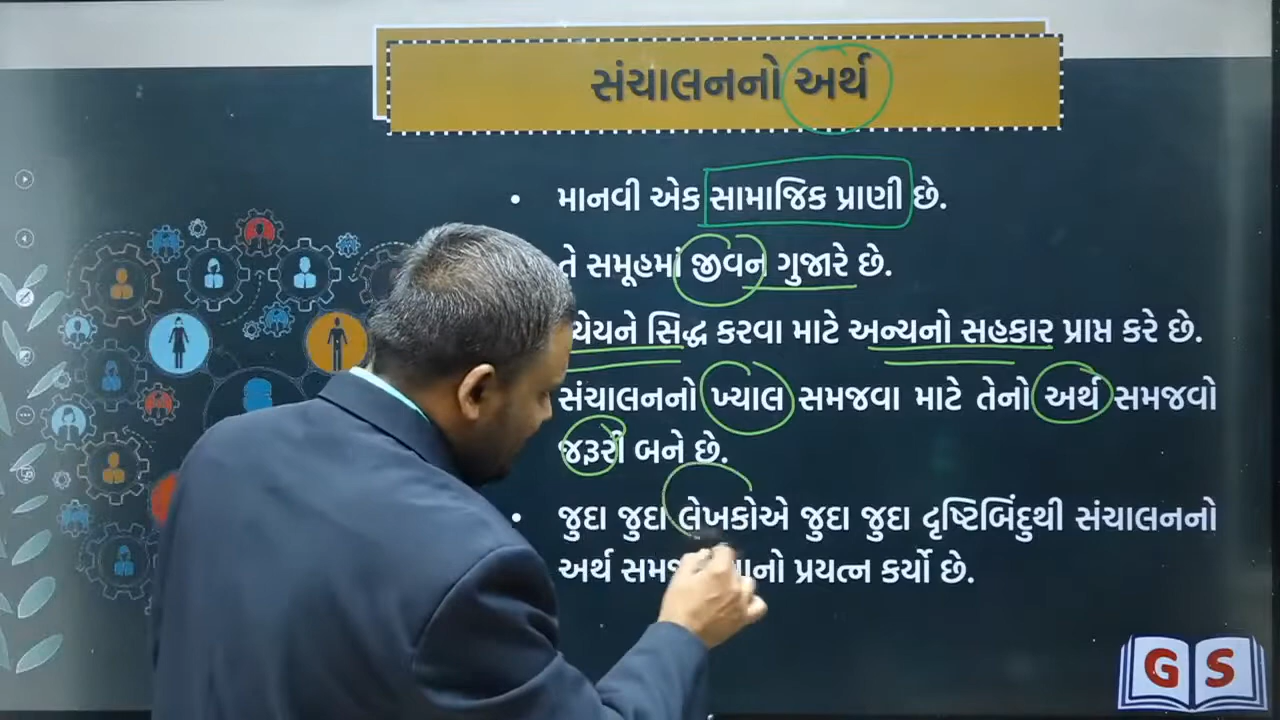 સંચાલનનો અર્થ
માનવી એક સામાજિક પ્રાણી છે.
તે સમૂહમાં જીવન ગુજારે છે.
સિદ્ધ કરવા માટે અન્યનો સહકાર પ્રાપ્ત કરે છે.
સંચાલનનો ખ્યાલ સમજવા માટે તેનો અર્થ સમજવો
જરૂરી બને છે.
જુદા જુદા લેખકોએ જુદા જુદા દૃષ્ટિબિંદુથી સંચાલનનો
અર્થ પ્રયત્ન કર્યો છે.
G S